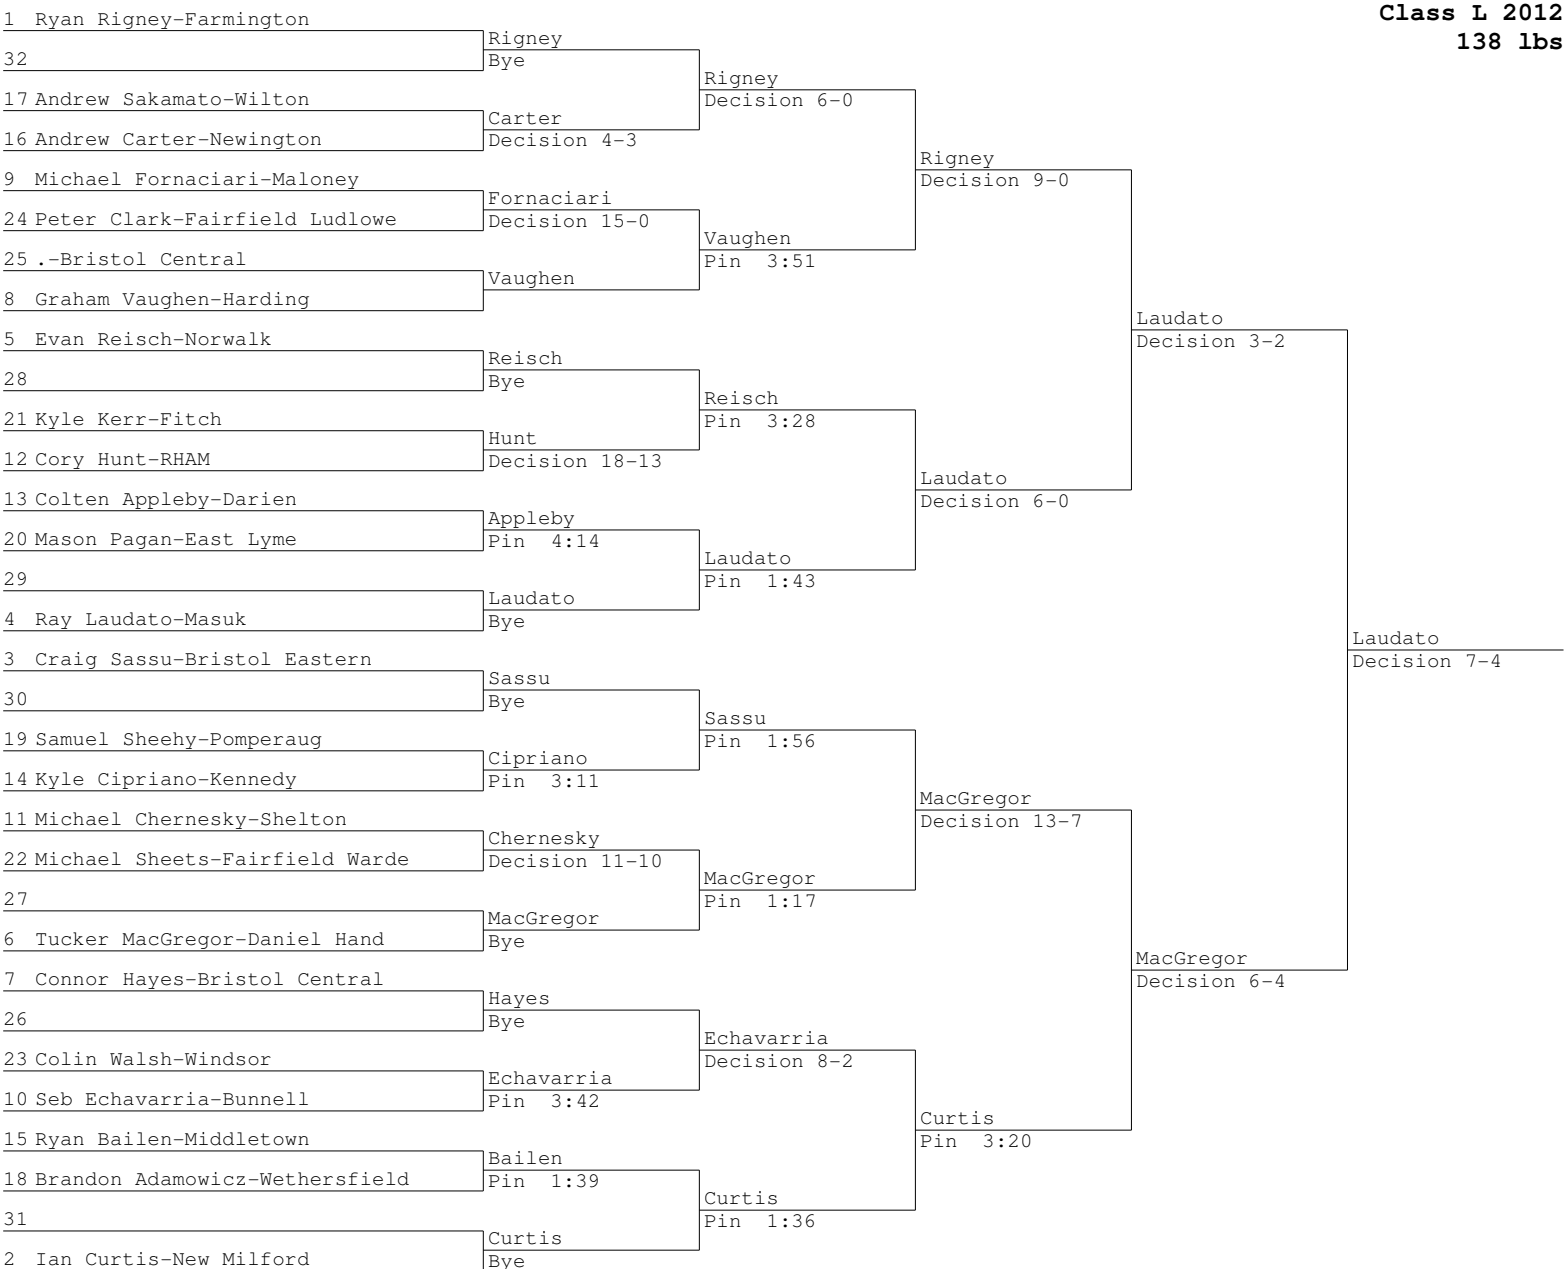 Class L 2012
138 lbs
1 Ryan Rigney-Farmington
Rigney
32
Bye
Rigney
17 Andrew Sakamato-Wilton
Decision 6-0
Carter
16 Andrew Carter-Newington
Decision 4-3
Rigney
9 Michael Fornaciari-Maloney
Decision 9-0
Fornaciari
24 Peter Clark-Fairfield Ludlowe
Decision 15-0
Vaughen
25 .-Bristol Central
Pin 3:51
Vaughen
8 Graham Vaughen-Harding
Laudato
5 Evan Reisch-Norwalk
Decision 3-2
Reisch
28
Bye
Reisch
21 Kyle Kerr-Fitch
Pin 3:28
Hunt
12 Cory Hunt-RHAM
Decision 18-13
Laudato
13 Colten Appleby-Darien
Decision 6-0
Appleby
20 Mason Pagan-East Lyme
Pin 4:14
Laudato
29
Pin 1:43
Laudato
4 Ray Laudato-Masuk
Bye
Laudato
3 Craig Sassu-Bristol Eastern
Decision 7-4
Sassu
30
Bye
Sassu
19 Samuel Sheehy-Pomperaug
Pin 1:56
Cipriano
14 Kyle Cipriano-Kennedy
Pin 3:11
MacGregor
11 Michael Chernesky-Shelton
Decision 13-7
Chernesky
22 Michael Sheets-Fairfield Warde
Decision 11-10
MacGregor
27
Pin 1:17
MacGregor
6 Tucker MacGregor-Daniel Hand
Bye
MacGregor
7 Connor Hayes-Bristol Central
Decision 6-4
Hayes
26
Bye
Echavarria
23 Colin Walsh-Windsor
Decision 8-2
Echavarria
10 Seb Echavarria-Bunnell
Pin 3:42
Curtis
15 Ryan Bailen-Middletown
Pin 3:20
Bailen
18 Brandon Adamowicz-Wethersfield
Pin 1:39
Curtis
31
Pin 1:36
Curtis
2 Ian Curtis-New Milford
Bye